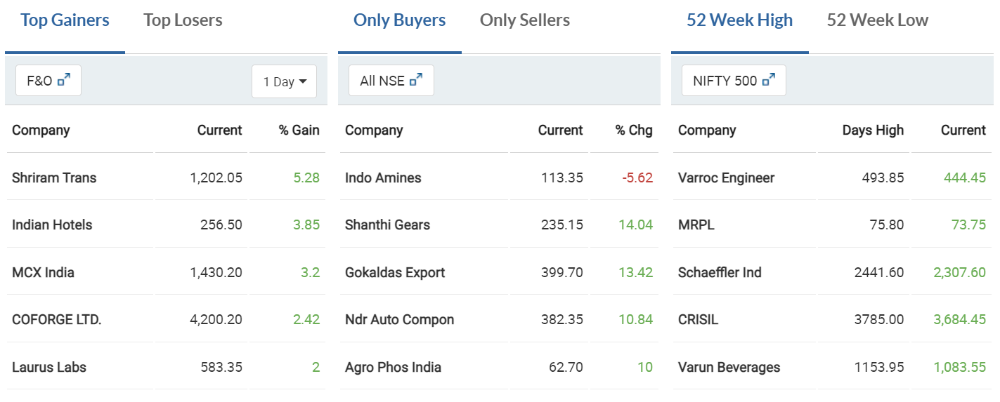 Top Gainers Top Losers
F&O 1 Day
Company Current % Gain
Shriram Trans 1,202.05 5.28
Indian Hotels 256.50 3.85
MCX India 1,430.20 3.2
COFORGE LTD. 4,200.20 2.42
Laurus Labs 583.35 2
Only Buyers Only Sellers
All NSE
Company Current % Chg
Indo Amines 113.35 -5.62
Shanthi Gears 235.15 14.04
Gokaldas Export 399.70 13.42
Ndr Auto Compon 382.35 10.84
Agro Phos India 62.70 10
52 Week High 52 Week Low
NIFTY 500
Company Days High Current
Varroc Engineer 493.85 444.45
MRPL 75.80 73.75
Schaeffler Ind 2441.60 2,307.60
CRISIL 3785.00 3,684.45
Varun Beverages 1153.95 1,083.55